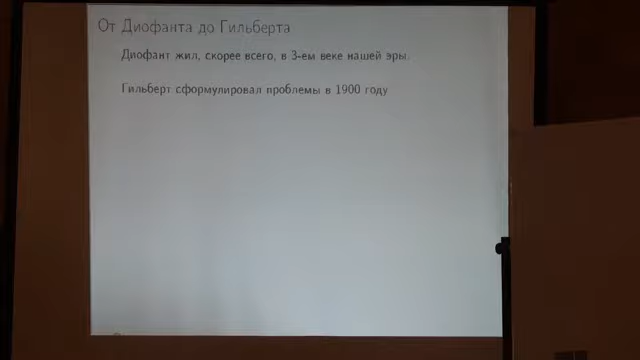 От Диофанта до Гильберта
Диофант жил, скорее всего, в 3-ем веке нашей эры.
Гильберт сформулировал проблемы в 1900 году